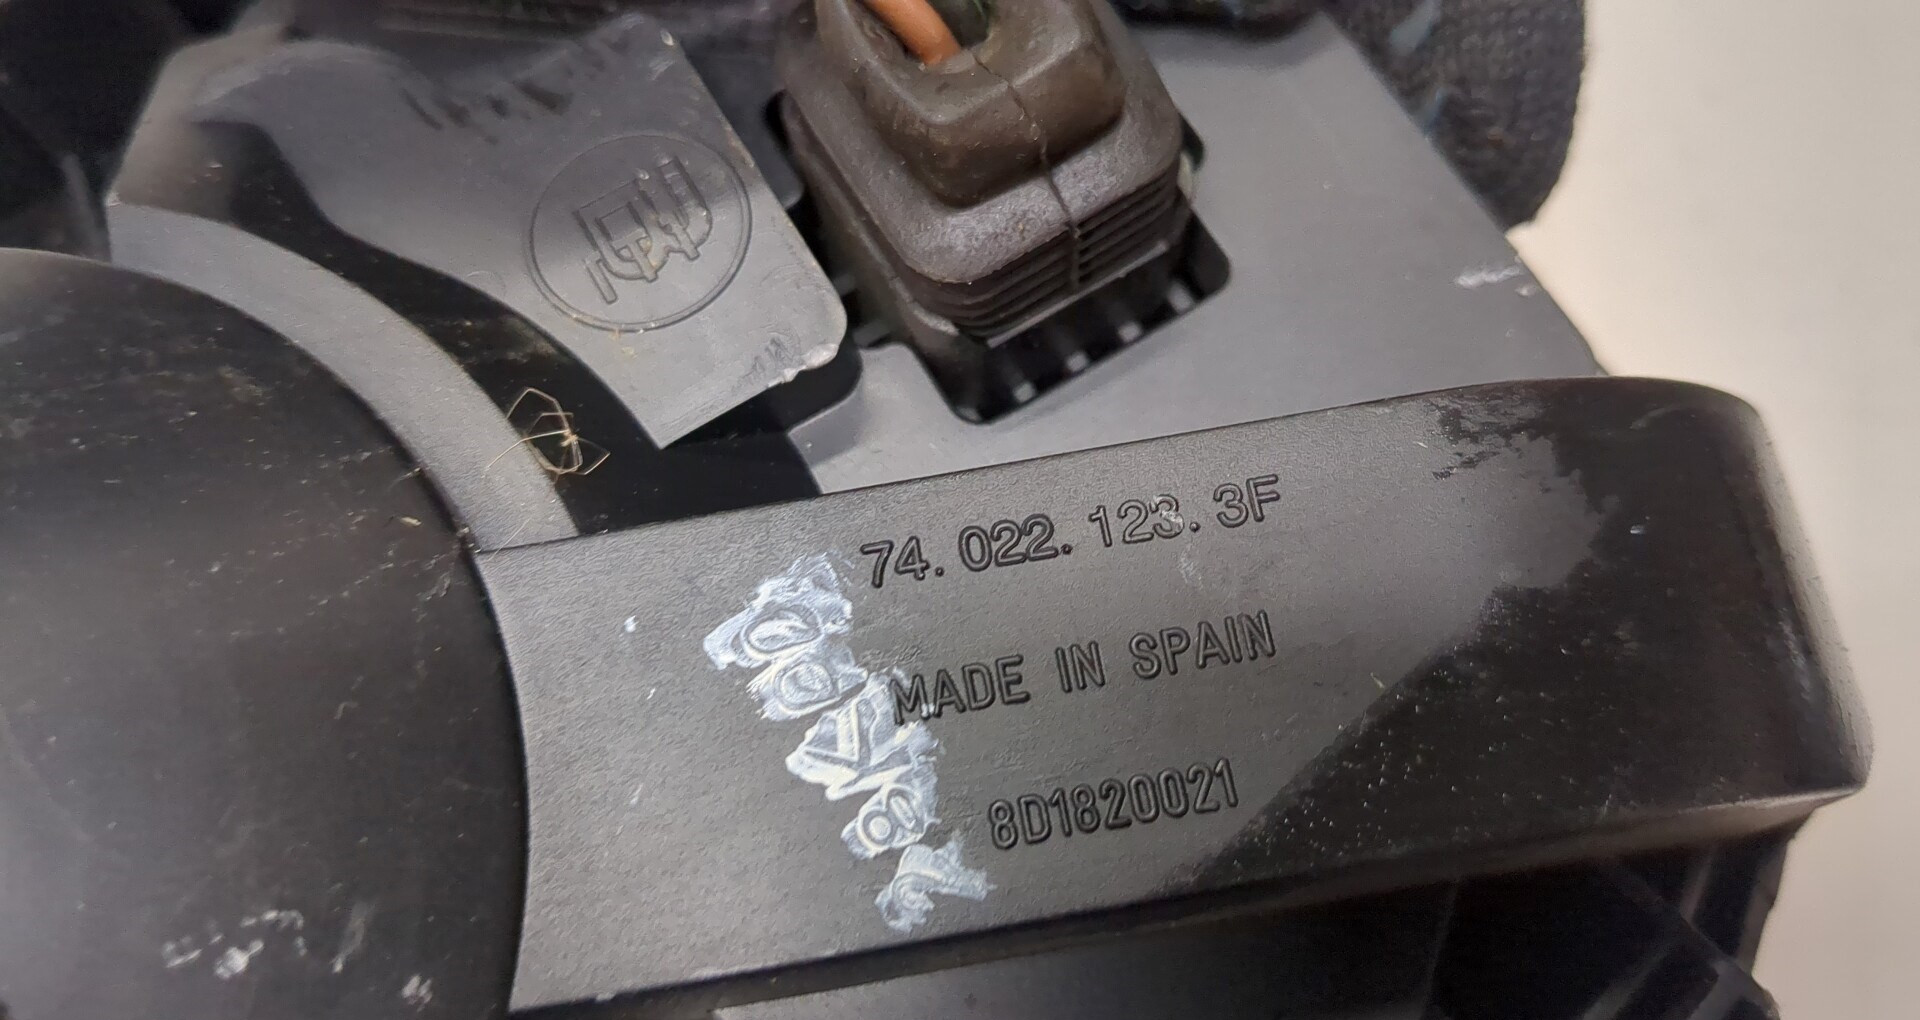 74.022.123.3F
MADE IN SPAIN
8D1820021